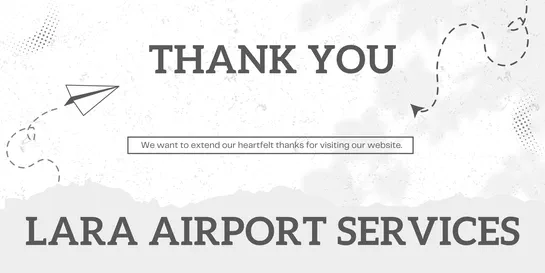 THANK YOU
We want to extend our heartfelt thanks for visiting our website.
LARA AIRPORT SERVICES